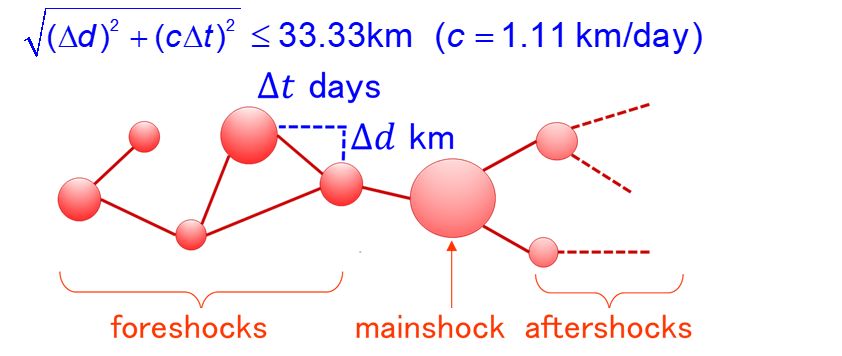 √(Δd)² + (cΔt)² ≤ 33.33km (c = 1.11 km/day)
Δt days
Δd km
foreshocks mainshock aftershocks